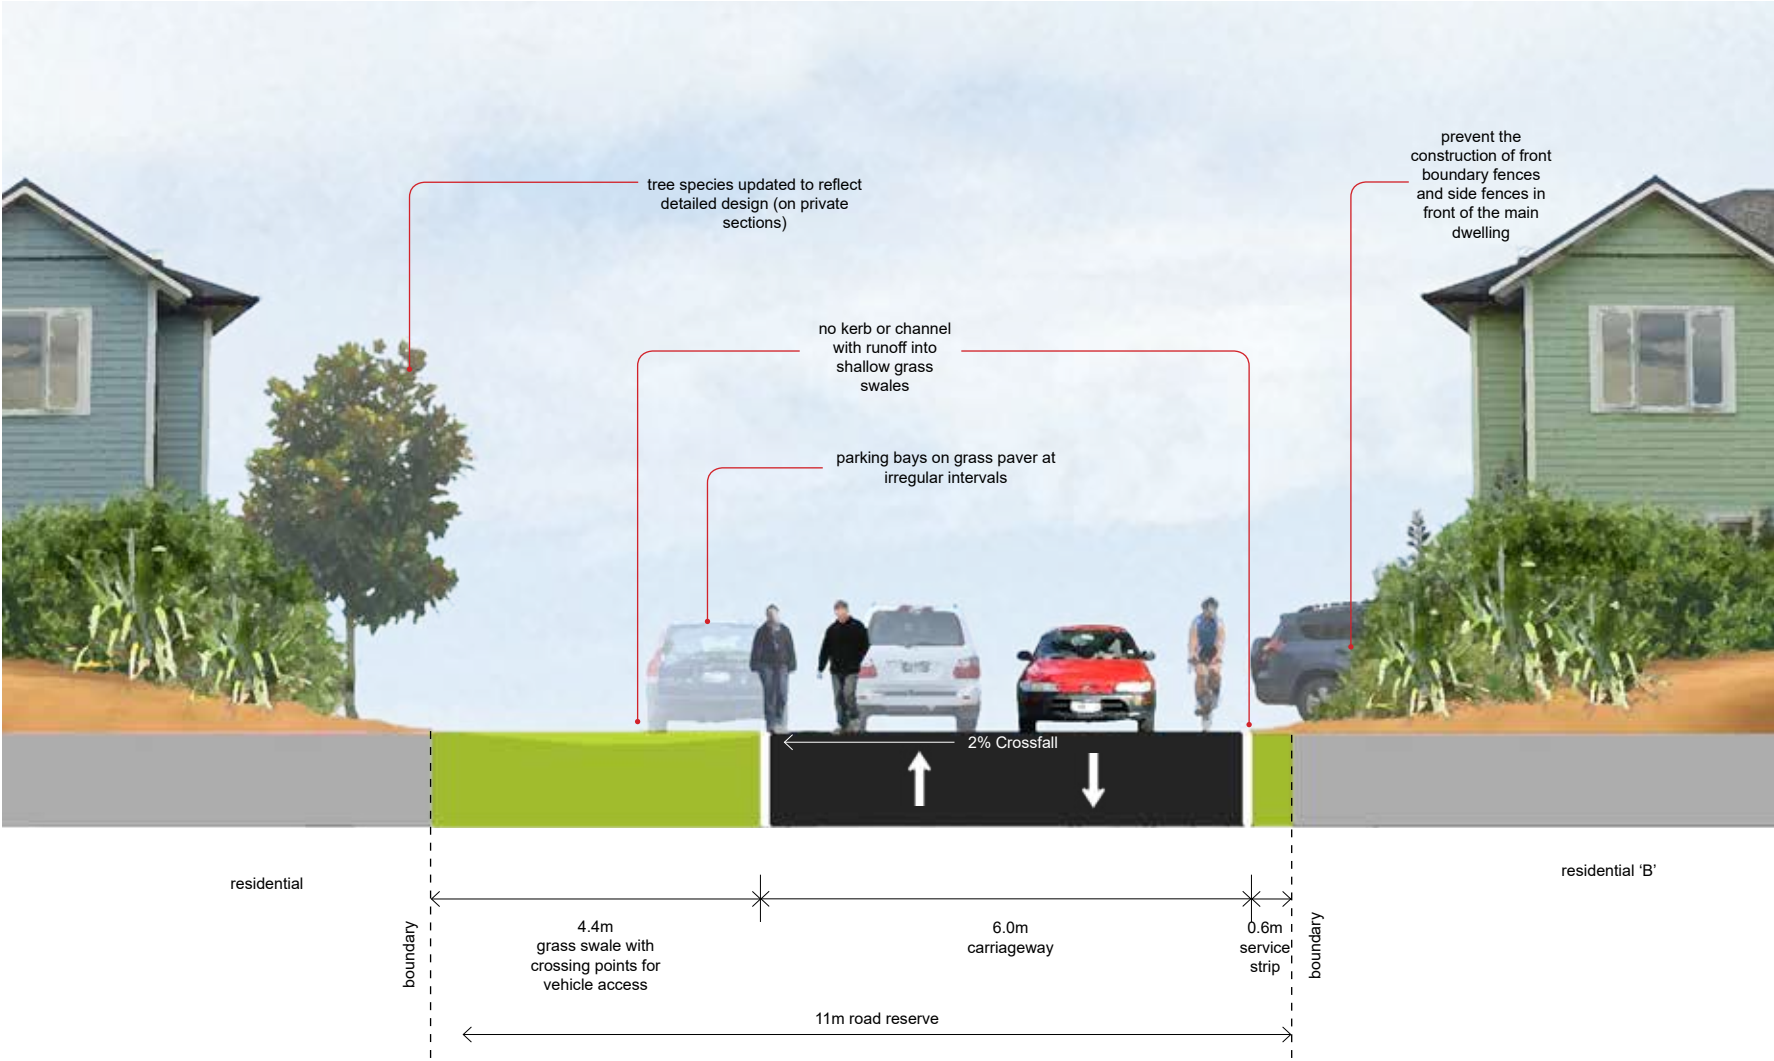 prevent the
construction of front
boundary fences
and side fences in
front of the main
dwelling
tree species updated to reflect
detailed design (on private
sections)
no kerb or channel
with runoff into
shallow grass
swales
parking bays on grass paver at
irregular intervals
2% Crossfall
residential
residential ‘B’
boundary
4.4m
grass swale with
crossing points for
vehicle access
6.0m
carriageway
0.6m
service
strip
boundary
11m road reserve